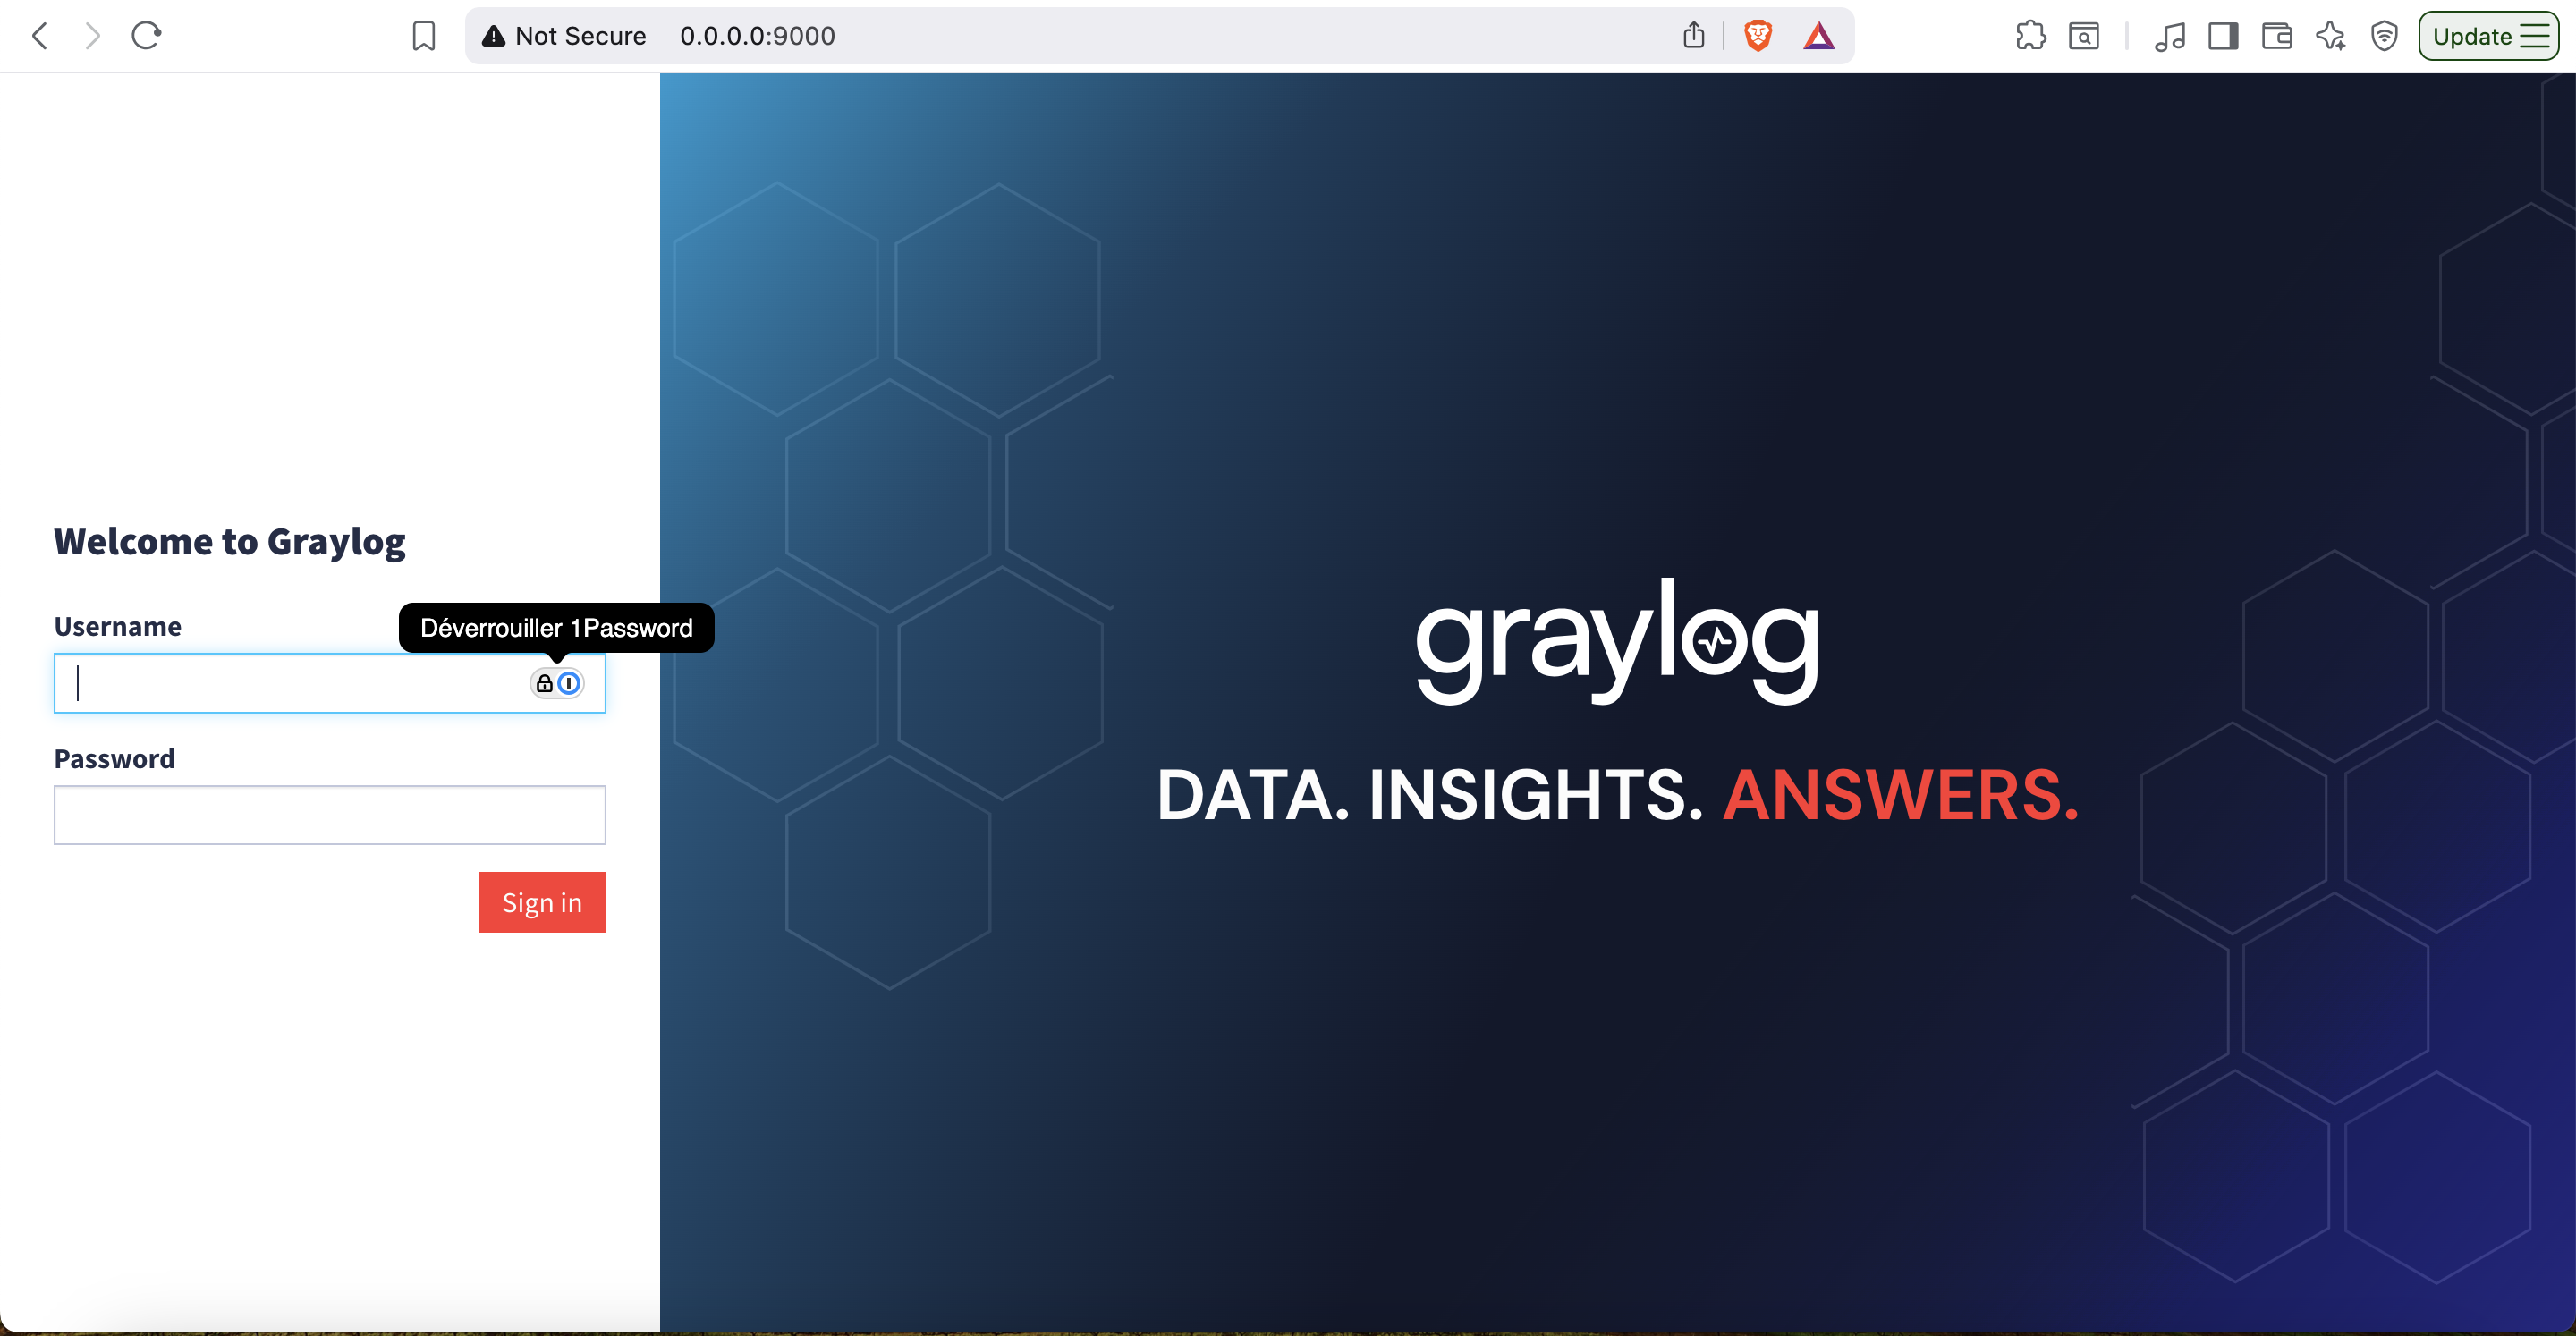 Not Secure 0.0.0.0:9000
Update
Welcome to Graylog
Username
Déverrouiller 1Password
Password
Sign in
graylog
DATA. INSIGHTS. ANSWERS.